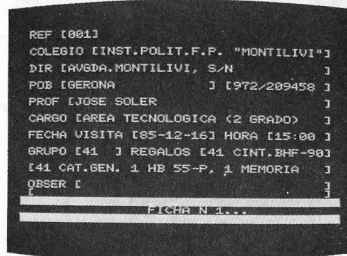 REF [001]
COLEGIO [INST.POLIT.F.P. "MONTILIVI"]
DIR [AVGDA.MONTILIVI, S/N ]
POB [GERONA ] [972/209458 ]
PROF [JOSE SOLER ]
CARGO [AREA TECNOLOGICA (2 GRADO) ]
FECHA VISITA [85-12-16] HORA [15:00 ]
GRUPO [41 ] REGALOS [41 CINT.BHF-90]
[41 CAT.GEN. 1 HB 55-P, 1 MEMORIA ]
OBSER [ ]
[ ]
FICHA N 1...